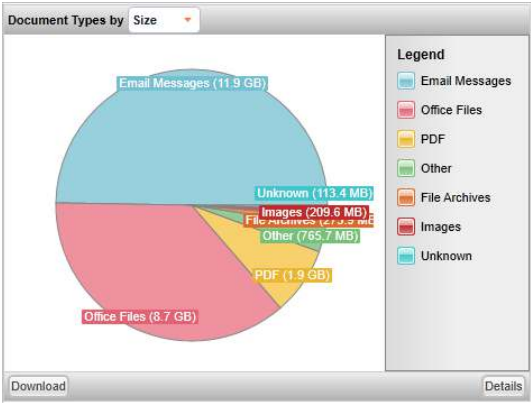 Document Types by Size
Email Messages (11.9 GB)
Unknown (113.4 MB)
Images (209.6 MB)
File Archives
Other (765.7 MB)
PDF (1.9 GB)
Office Files (8.7 GB)
Legend
Email Messages
Office Files
PDF
Other
File Archives
Images
Unknown
Download
Details